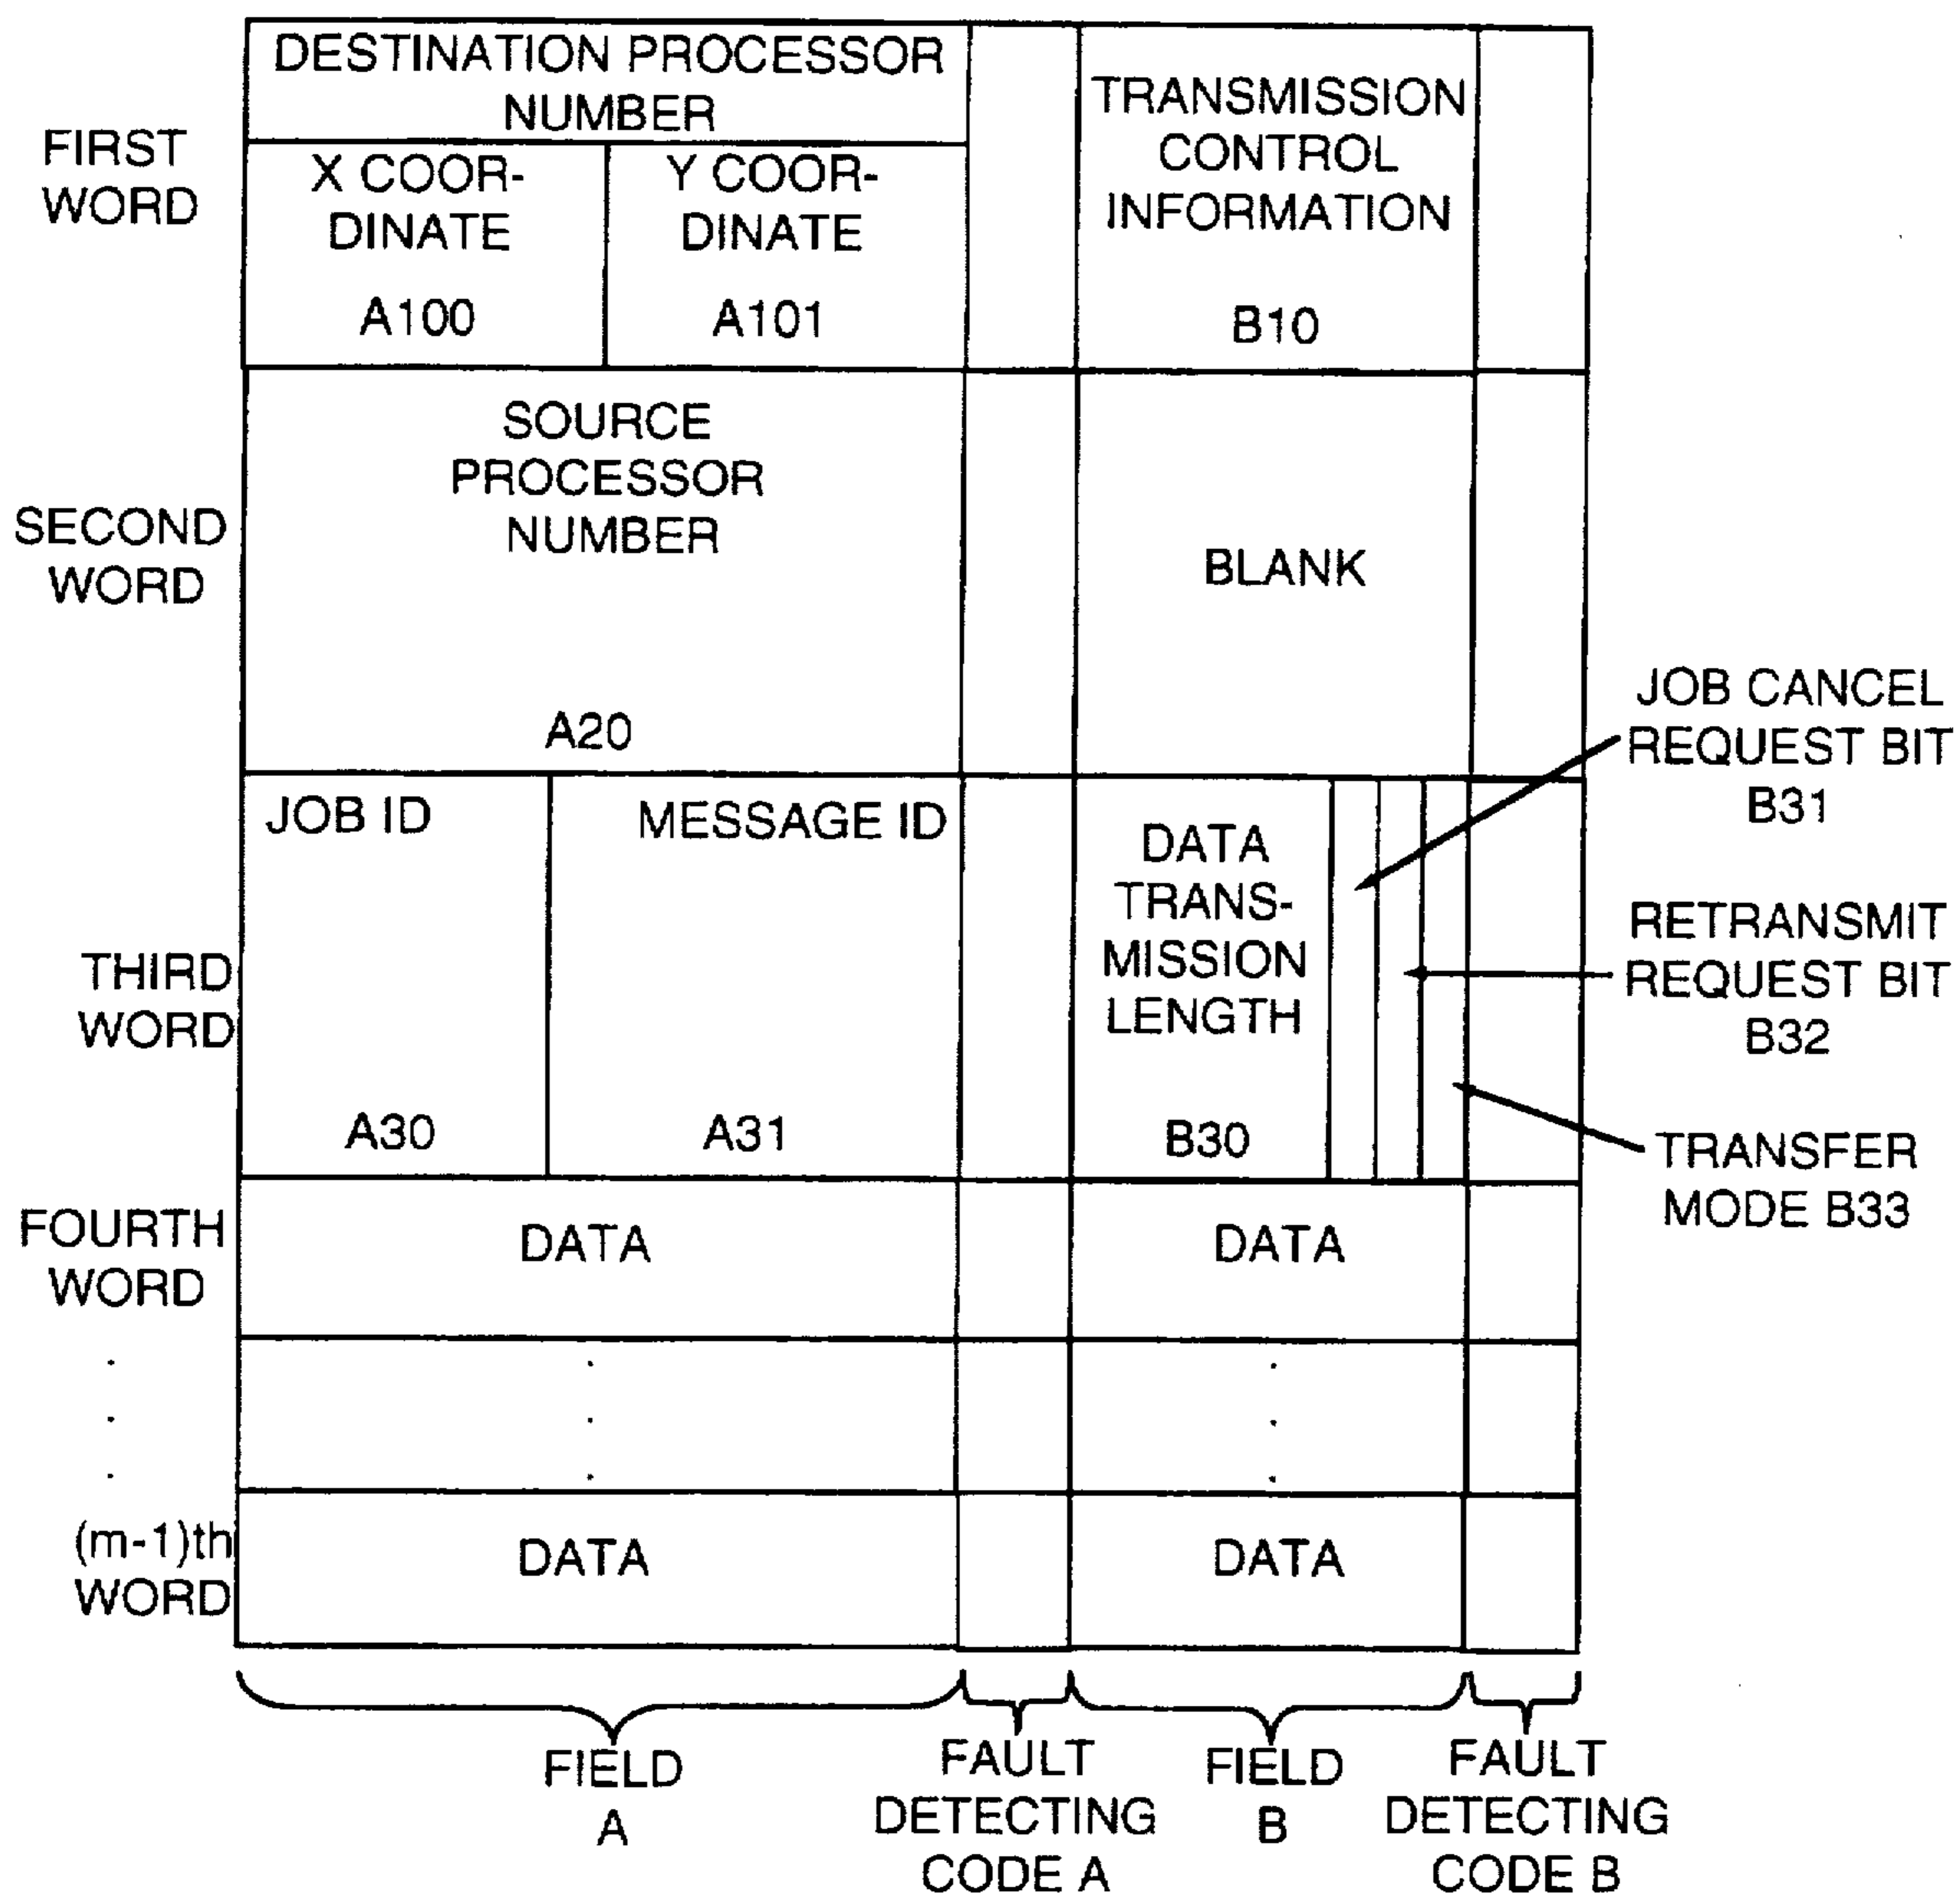 DESTINATION PROCESSOR
NUMBER
FIRST
WORD
X COOR-
DINATE
A100
Y COOR-
DINATE
A101
TRANSMISSION
CONTROL
INFORMATION
B10
SECOND
WORD
SOURCE
PROCESSOR
NUMBER
A20
BLANK
JOB CANCEL
REQUEST BIT
B31
THIRD
WORD
JOB ID
A30
MESSAGE ID
A31
DATA
TRANS-
MISSION
LENGTH
B30
RETRANSMIT
REQUEST BIT
B32
TRANSFER
MODE B33
FOURTH
WORD
DATA
DATA
(m-1)th
WORD
DATA
DATA
FIELD
A
FAULT
DETECTING
CODE A
FIELD
B
FAULT
DETECTING
CODE B